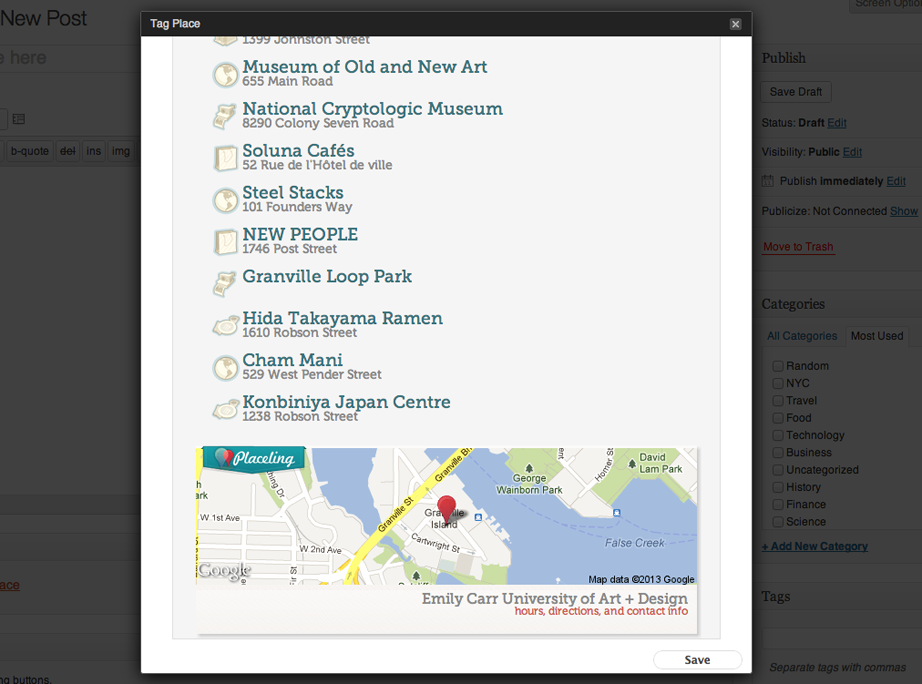 New Post
Screen Optio
Tag Place
e here
b-quote
del
ins
img
1399 Johnston Street
Museum of Old and New Art
655 Main Road
National Cryptologic Museum
8290 Colony Seven Road
Soluna Cafés
52 Rue de l'Hôtel de ville
Steel Stacks
101 Founders Way
NEW PEOPLE
1746 Post Street
Granville Loop Park
Hida Takayama Ramen
1610 Robson Street
Cham Mani
529 West Pender Street
Konbiniya Japan Centre
1238 Robson Street
Placeling
Granville St
Granville Br
W 1st Ave
W 2nd Ave
Granville
Island
Cartwright St
George
Wainborn Park
Homer St
David
Lam Park
False Creek
Google
Map data ©2013 Google
Emily Carr University of Art + Design
hours, directions, and contact info
Save
Publish
Save Draft
Status: Draft Edit
Visibility: Public Edit
Publish immediately Edit
Publicize: Not Connected Show
Move to Trash
Categories
All Categories
Most Used
Random
NYC
Travel
Food
Technology
Business
Uncategorized
History
Finance
Science
+ Add New Category
Tags
Separate tags with commas
ace
ng buttons.